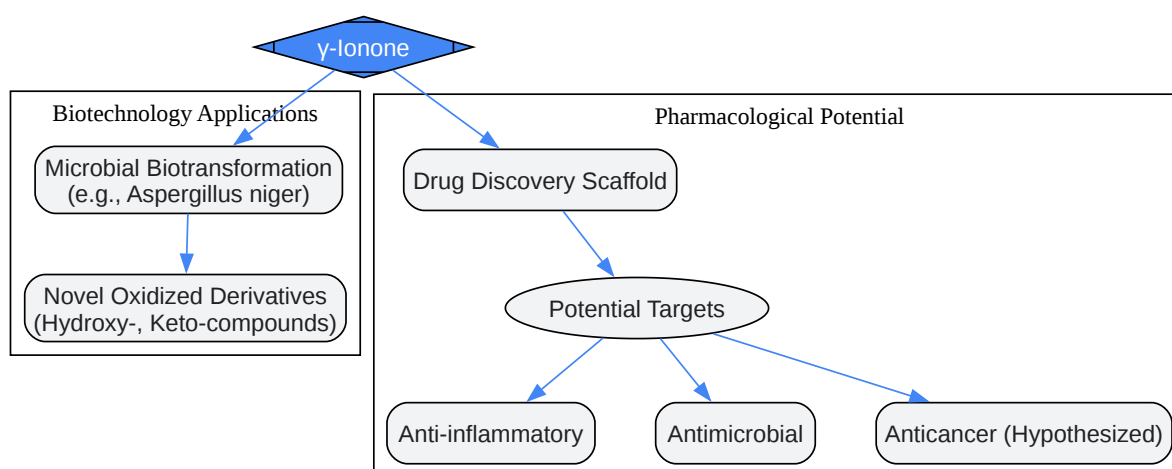 γ-Ionone
Biotechnology Applications
Microbial Biotransformation
(e.g., Aspergillus niger)
Novel Oxidized Derivatives
(Hydroxy-, Keto-compounds)
Pharmacological Potential
Drug Discovery Scaffold
Potential Targets
Anti-inflammatory
Antimicrobial
Anticancer (Hypothesized)